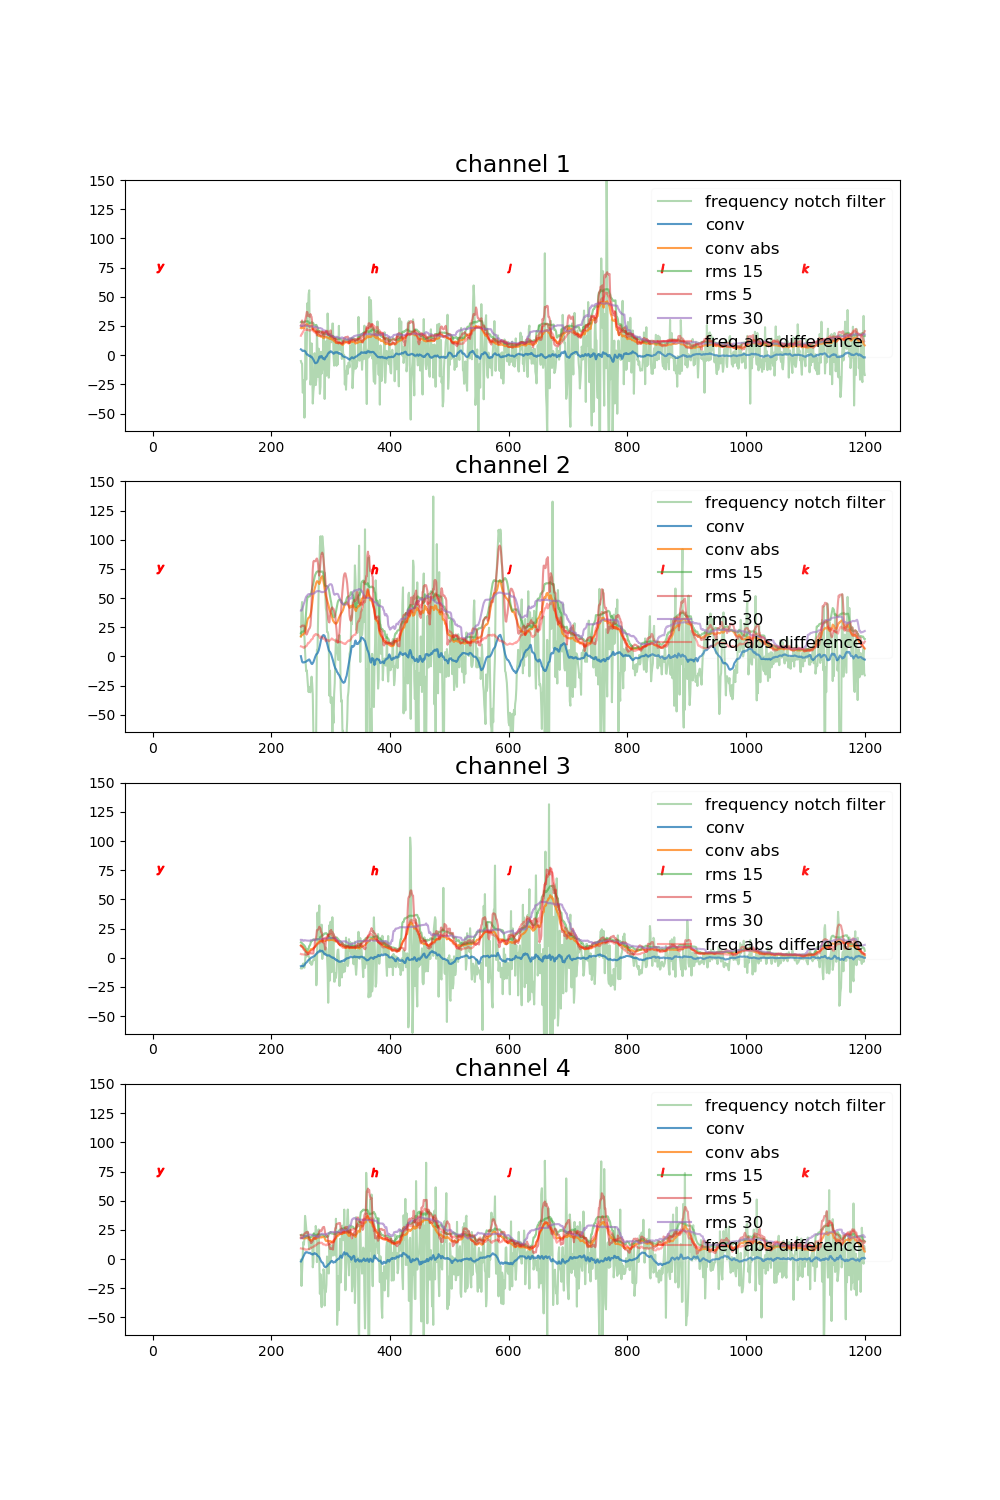 channel 1
150
125
100
75
50
25
0
−25
−50
y h J l k
frequency notch filter
conv
conv abs
rms 15
rms 5
rms 30
freq abs difference
0 200 400 600 800 1000 1200
channel 2
150
125
100
75
50
25
0
−25
−50
y h J l k
frequency notch filter
conv
conv abs
rms 15
rms 5
rms 30
freq abs difference
0 200 400 600 800 1000 1200
channel 3
150
125
100
75
50
25
0
−25
−50
y h J l k
frequency notch filter
conv
conv abs
rms 15
rms 5
rms 30
freq abs difference
0 200 400 600 800 1000 1200
channel 4
150
125
100
75
50
25
0
−25
−50
y h J l k
frequency notch filter
conv
conv abs
rms 15
rms 5
rms 30
freq abs difference
0 200 400 600 800 1000 1200